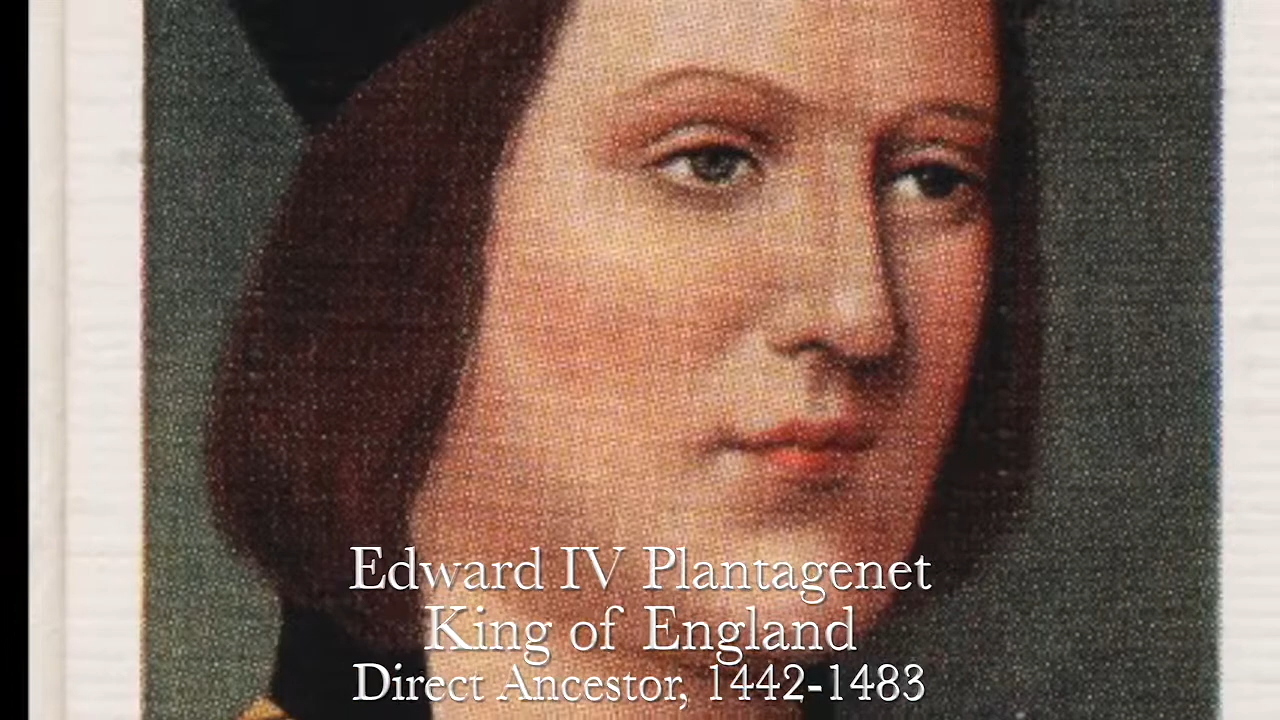 Edward IV Plantagenet
King of England
Direct Ancestor, 1442-1483